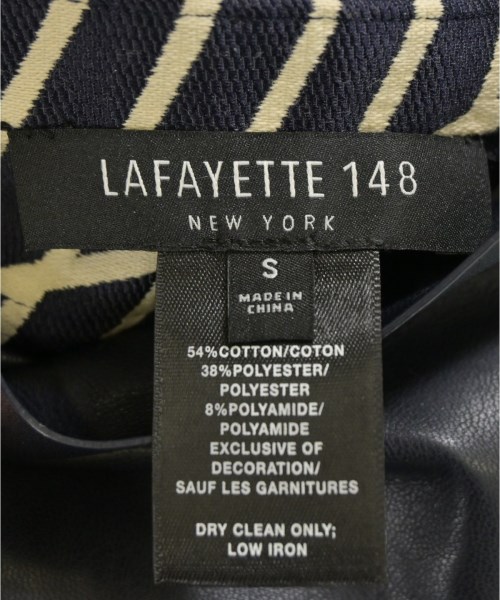 LAFAYETTE 148
NEW YORK
S
MADE IN
CHINA
54%COTTON/COTON
38%POLYESTER/
POLYESTER
8%POLYAMIDE/
POLYAMIDE
EXCLUSIVE OF
DECORATION/
SAUF LES GARNITURES
DRY CLEAN ONLY;
LOW IRON